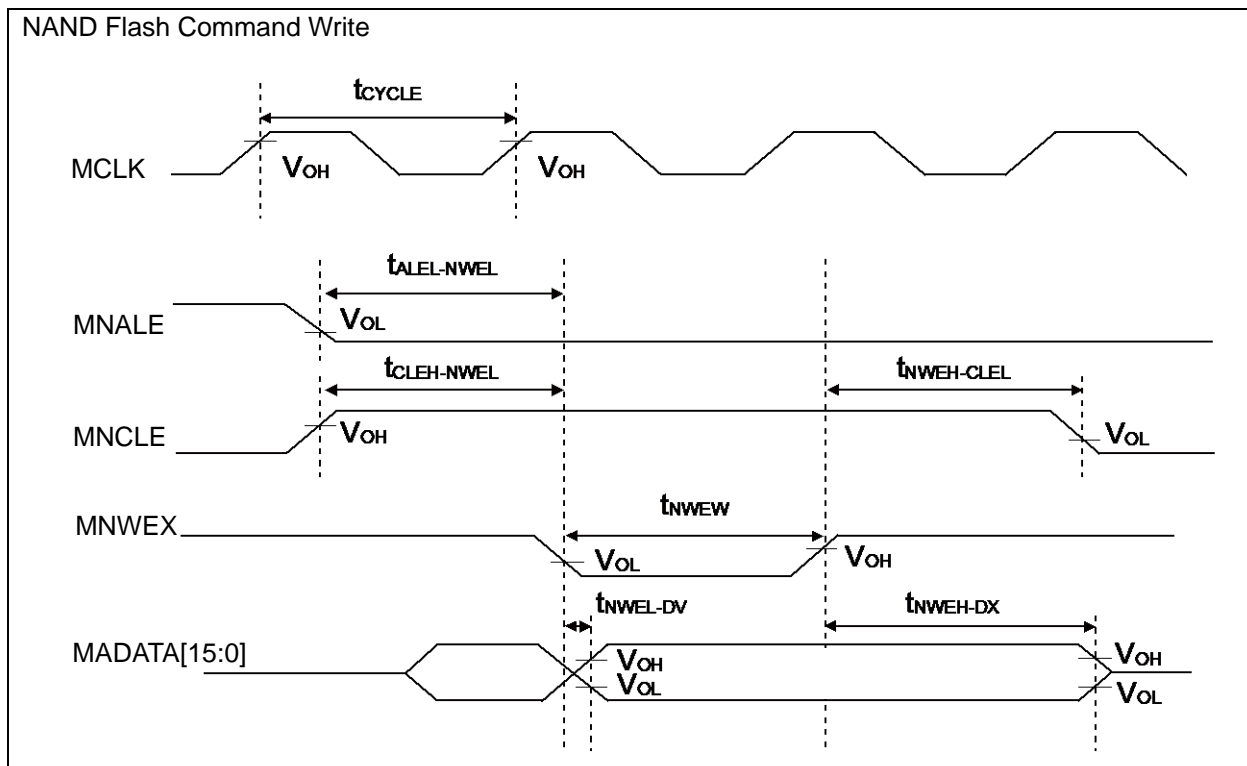 NAND Flash Command Write
tCYCLE
MCLK
VOH
VOH
tALEL-NWEL
MNALE
VOL
tCLEH-NWEL
tNWEH-CLEL
MNCLE
VOH
VOL
tNWEW
MNWEX
VOL
VOH
tNWEL-DV
tNWEH-DX
MADATA[15:0]
VOH
VOH
VOL
VOL